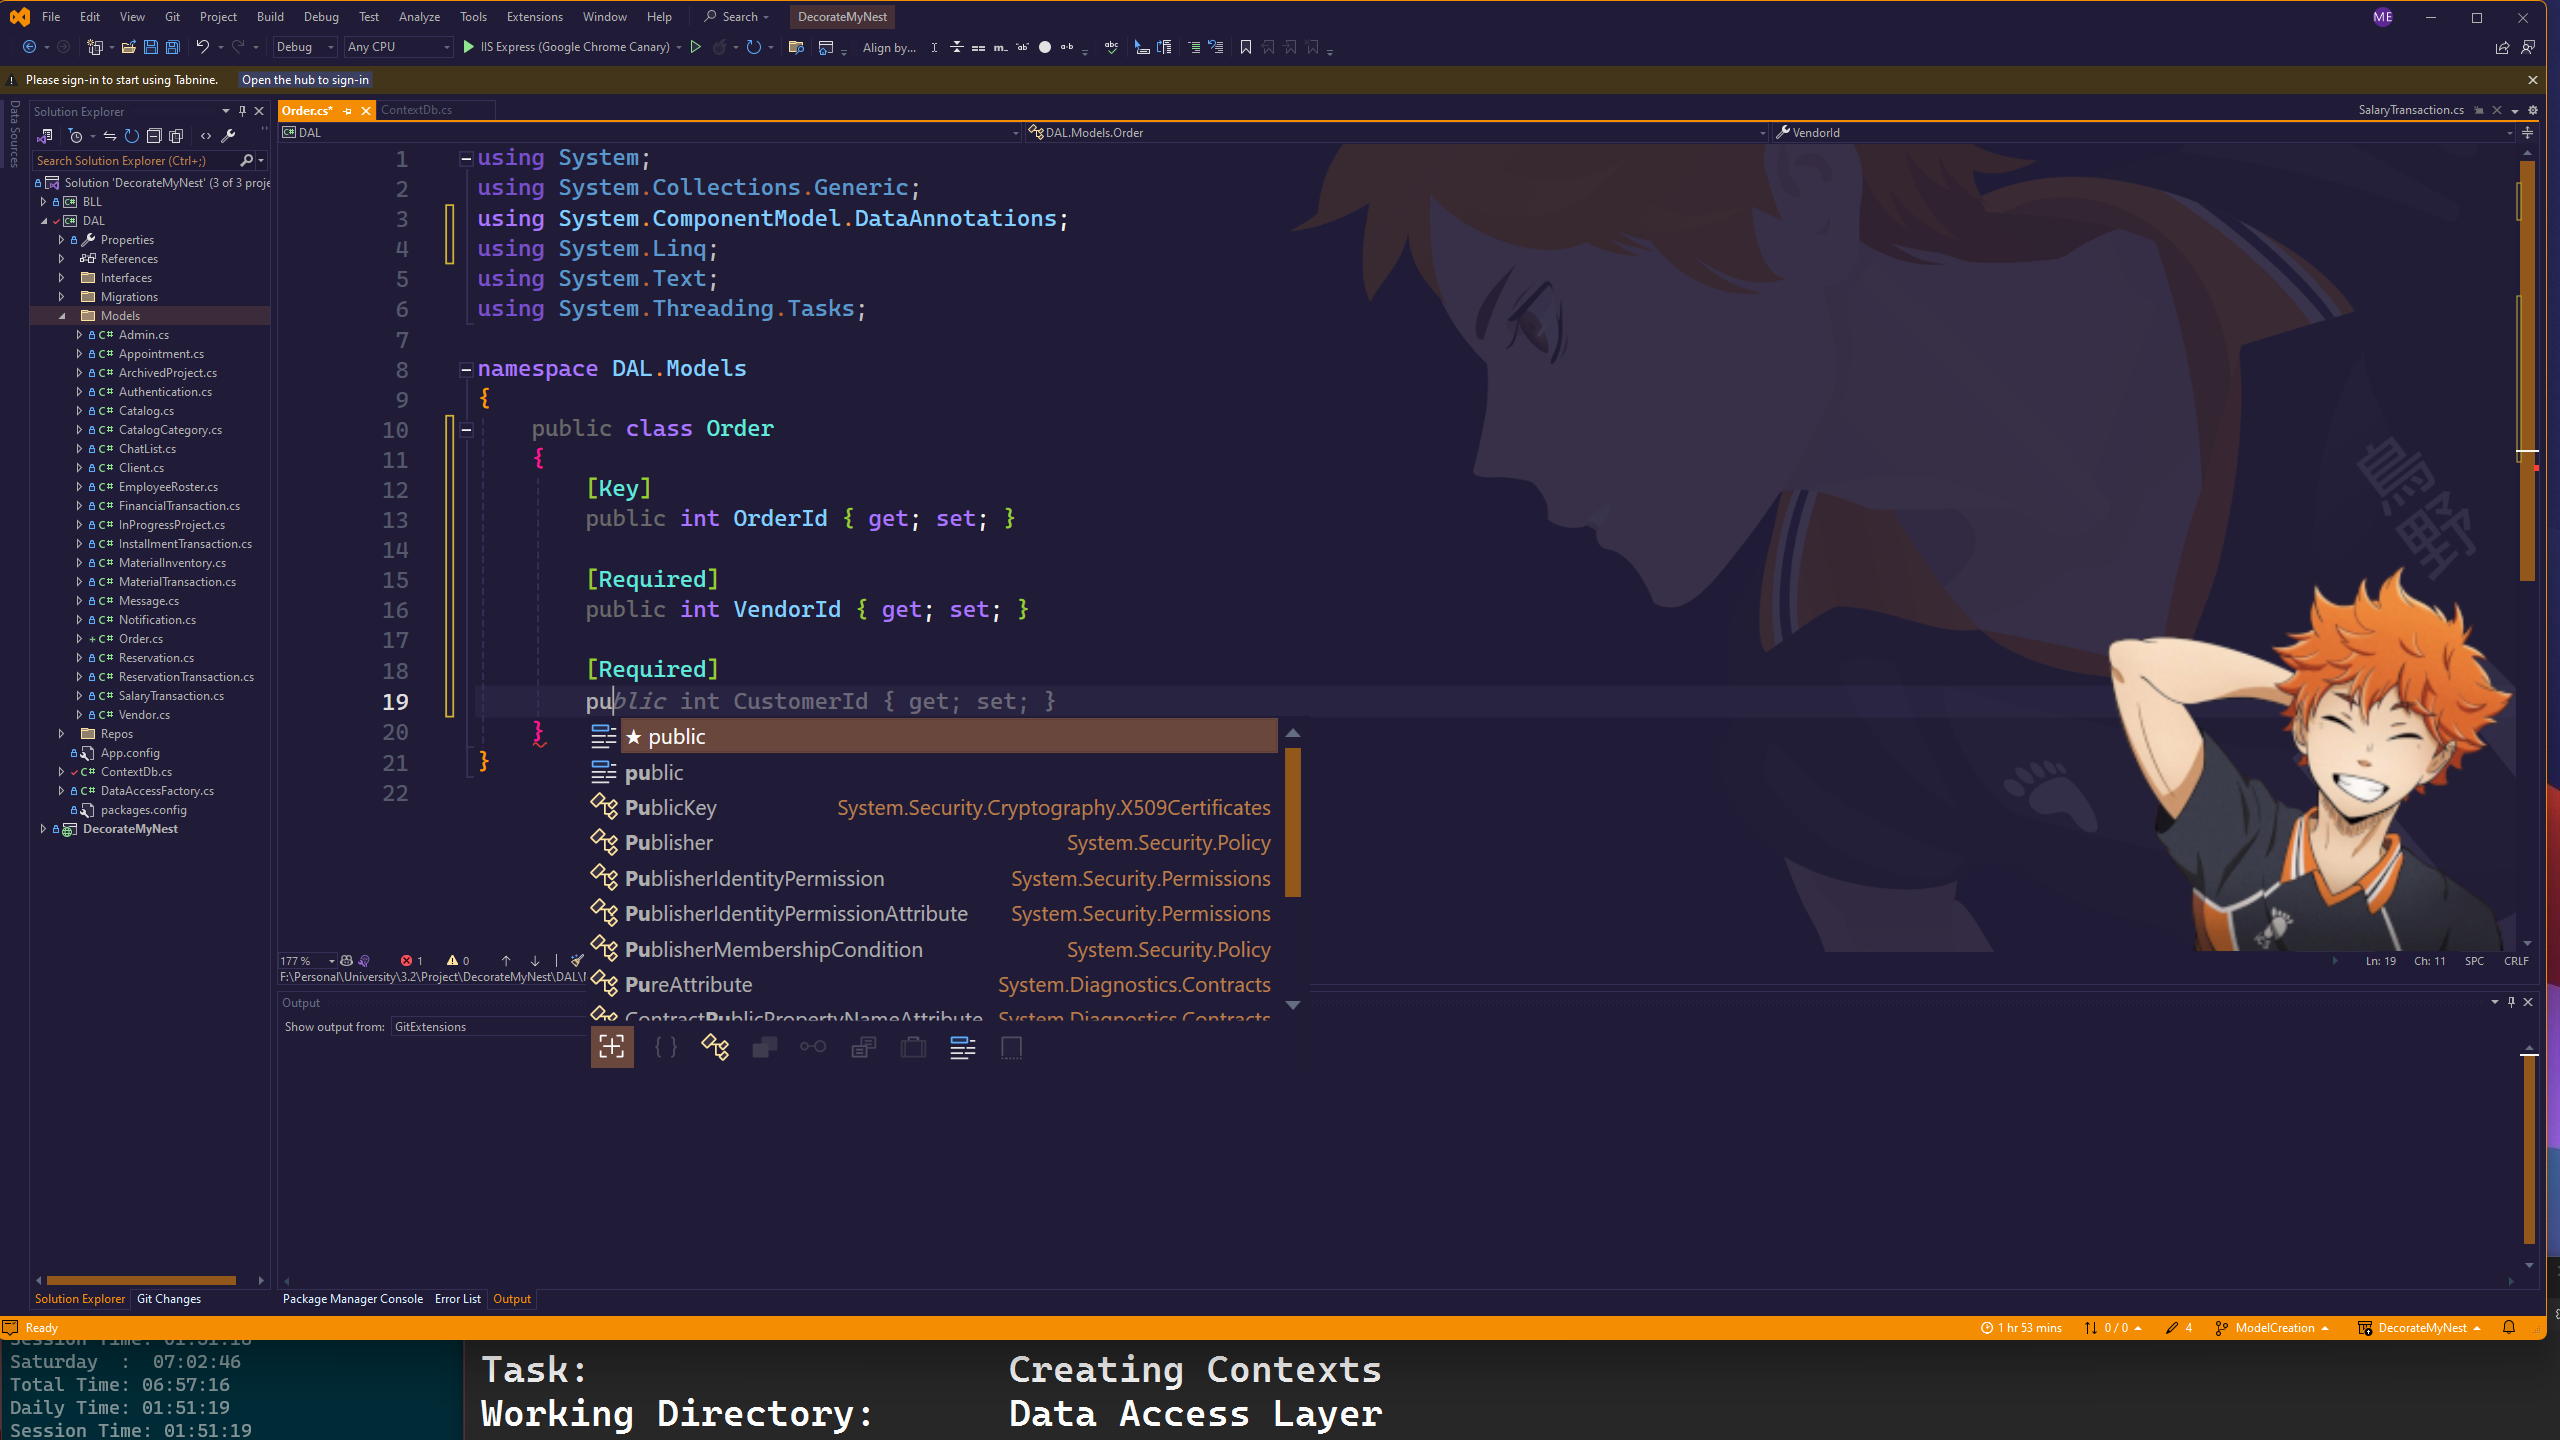 File Edit View Git Project Build Debug Test Analyze Tools Extensions Window Help Search DecorateMyNest ME
Debug Any CPU IIS Express (Google Chrome Canary) Align by...
Please sign-in to start using Tabnine. Open the hub to sign-in
Data Sources
Solution Explorer
Search Solution Explorer (Ctrl+;)
Solution 'DecorateMyNest' (3 of 3 proje
BLL
DAL
Properties
References
Interfaces
Migrations
Models
Admin.cs
Appointment.cs
ArchivedProject.cs
Authentication.cs
Catalog.cs
CatalogCategory.cs
ChatList.cs
Client.cs
EmployeeRoster.cs
FinancialTransaction.cs
InProgressProject.cs
InstallmentTransaction.cs
MaterialInventory.cs
MaterialTransaction.cs
Message.cs
Notification.cs
Order.cs
Reservation.cs
ReservationTransaction.cs
SalaryTransaction.cs
Vendor.cs
Repos
App.config
ContextDb.cs
DataAccessFactory.cs
packages.config
DecorateMyNest
Solution Explorer Git Changes
Order.cs* ContextDb.cs SalaryTransaction.cs
DAL DAL.Models.Order VendorId
1 using System;
2 using System.Collections.Generic;
3 using System.ComponentModel.DataAnnotations;
4 using System.Linq;
5 using System.Text;
6 using System.Threading.Tasks;
7
8 namespace DAL.Models
9 {
10 public class Order
11 {
12 [Key]
13 public int OrderId { get; set; }
14
15 [Required]
16 public int VendorId { get; set; }
17
18 [Required]
19 public int CustomerId { get; set; }
20 }
21 }
22
★ public
public
PublicKey System.Security.Cryptography.X509Certificates
Publisher System.Security.Policy
PublisherIdentityPermission System.Security.Permissions
PublisherIdentityPermissionAttribute System.Security.Permissions
PublisherMembershipCondition System.Security.Policy
PureAttribute System.Diagnostics.Contracts
ContractPublicPropertyNameAttribute System.Diagnostics.Contracts
烏野
177 % 1 0 Ln: 19 Ch: 11 SPC CRLF
F:\Personal\University\3.2\Project\DecorateMyNest\DAL\
Output
Show output from: GitExtensions
Package Manager Console Error List Output
Ready 1 hr 53 mins 0 / 0 4 ModelCreation DecorateMyNest
Session Time: 01:51:18
Saturday : 07:02:46
Total Time: 06:57:16
Daily Time: 01:51:19
Session Time: 01:51:19
Task: Creating Contexts
Working Directory: Data Access Layer